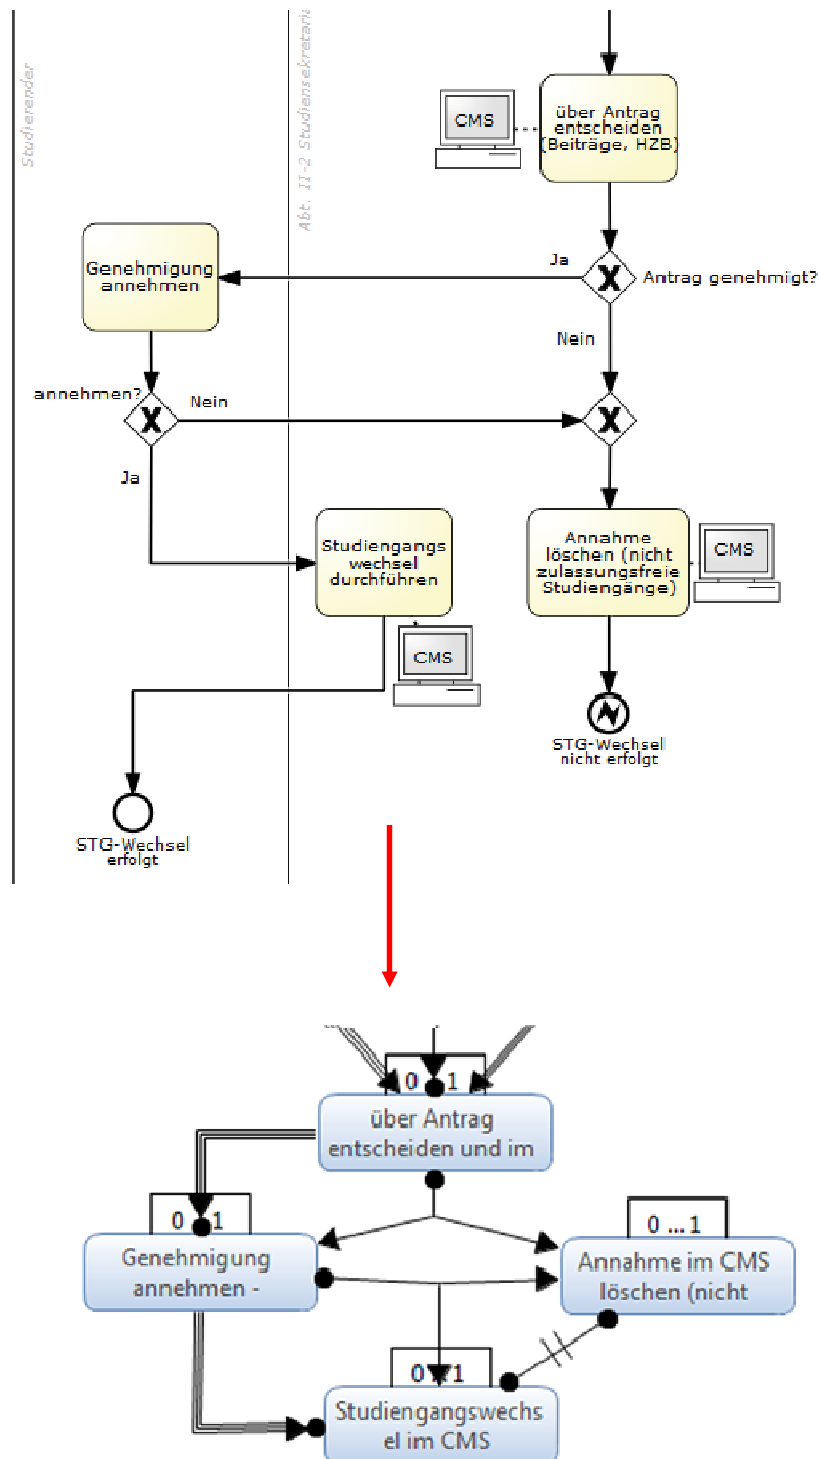 Studierender
Abt. II-2 Studiensekretaria
CMS
über Antrag
entscheiden
(Beiträge, HZB)
Genehmigung
annehmen
Ja
Antrag genehmigt?
Nein
annehmen?
Nein
Ja
Studiengangs
wechsel
durchführen
Annahme
löschen (nicht
zulassungsfreie
Studiengänge)
CMS
CMS
STG-Wechsel
nicht erfolgt
STG-Wechsel
erfolgt
0 1
über Antrag
entscheiden und im
0 1
Genehmigung
annehmen -
0 ... 1
Annahme im CMS
löschen (nicht
0 1
Studiengangswechs
el im CMS